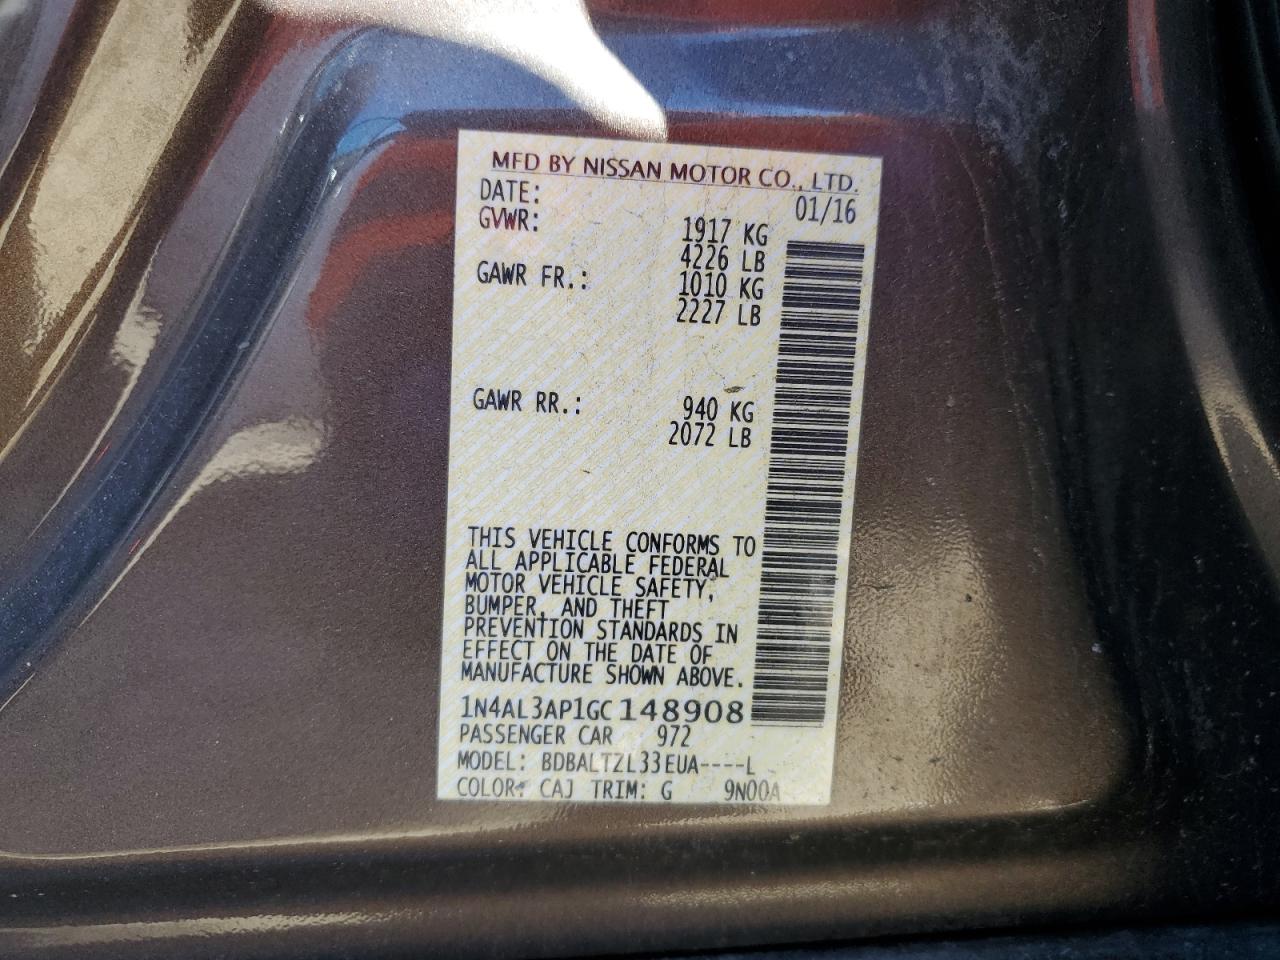 MFD BY NISSAN MOTOR CO., LTD.
DATE: 01/16
GVWR: 1917 KG
4226 LB
GAWR FR.: 1010 KG
2227 LB
GAWR RR.: 940 KG
2072 LB
THIS VEHICLE CONFORMS TO
ALL APPLICABLE FEDERAL
MOTOR VEHICLE SAFETY,
BUMPER, AND THEFT
PREVENTION STANDARDS IN
EFFECT ON THE DATE OF
MANUFACTURE SHOWN ABOVE.
1N4AL3AP1GC148908
PASSENGER CAR 972
MODEL: BDBALTZL33EUA----L
COLOR: CAJ TRIM: G 9N00A